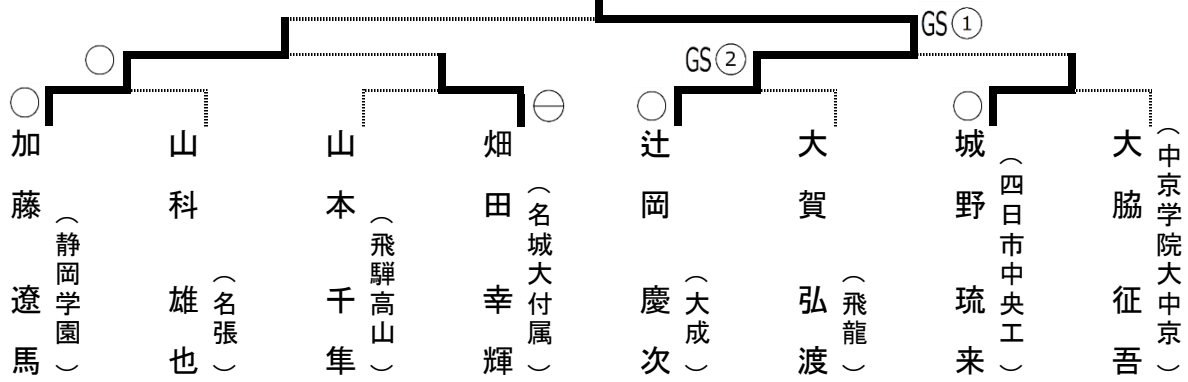 GS①
GS②
加藤 遼馬
（静岡学園）
山科 雄也
（名張）
山本 千隼
（飛騨高山）
畑田 幸輝
（名城大付属）
辻岡 慶次
（大成）
大賀 弘渡
（飛龍）
城野 琉来
（四日市中央工）
大脇 征吾
（中京学院大中京）